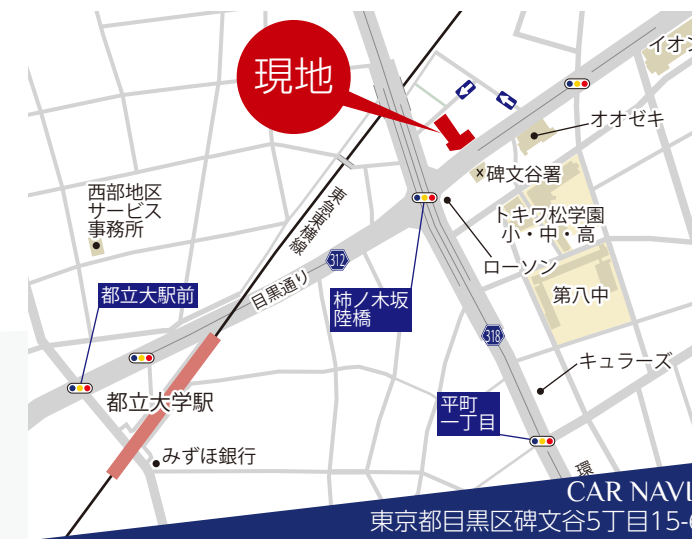 現地
イオン
オオゼキ
碑文谷署
トキワ松学園
小・中・高
ローソン
第八中
西部地区
サービス
事務所
東急東横線
312
目黒通り
都立大駅前
柿ノ木坂
陸橋
318
キュラーズ
都立大学駅
平町
一丁目
みずほ銀行
環
CAR NAVI
東京都目黒区碑文谷5丁目15-